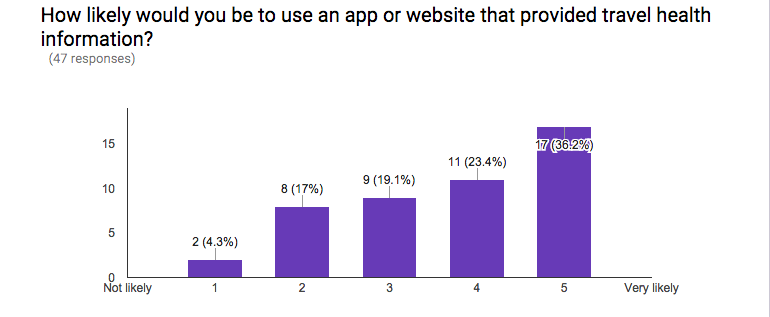 How likely would you be to use an app or website that provided travel health
information?
(47 responses)
15
10
5
0
2 (4.3%)
8 (17%)
9 (19.1%)
11 (23.4%)
17 (36.2%)
Not likely 1 2 3 4 5 Very likely